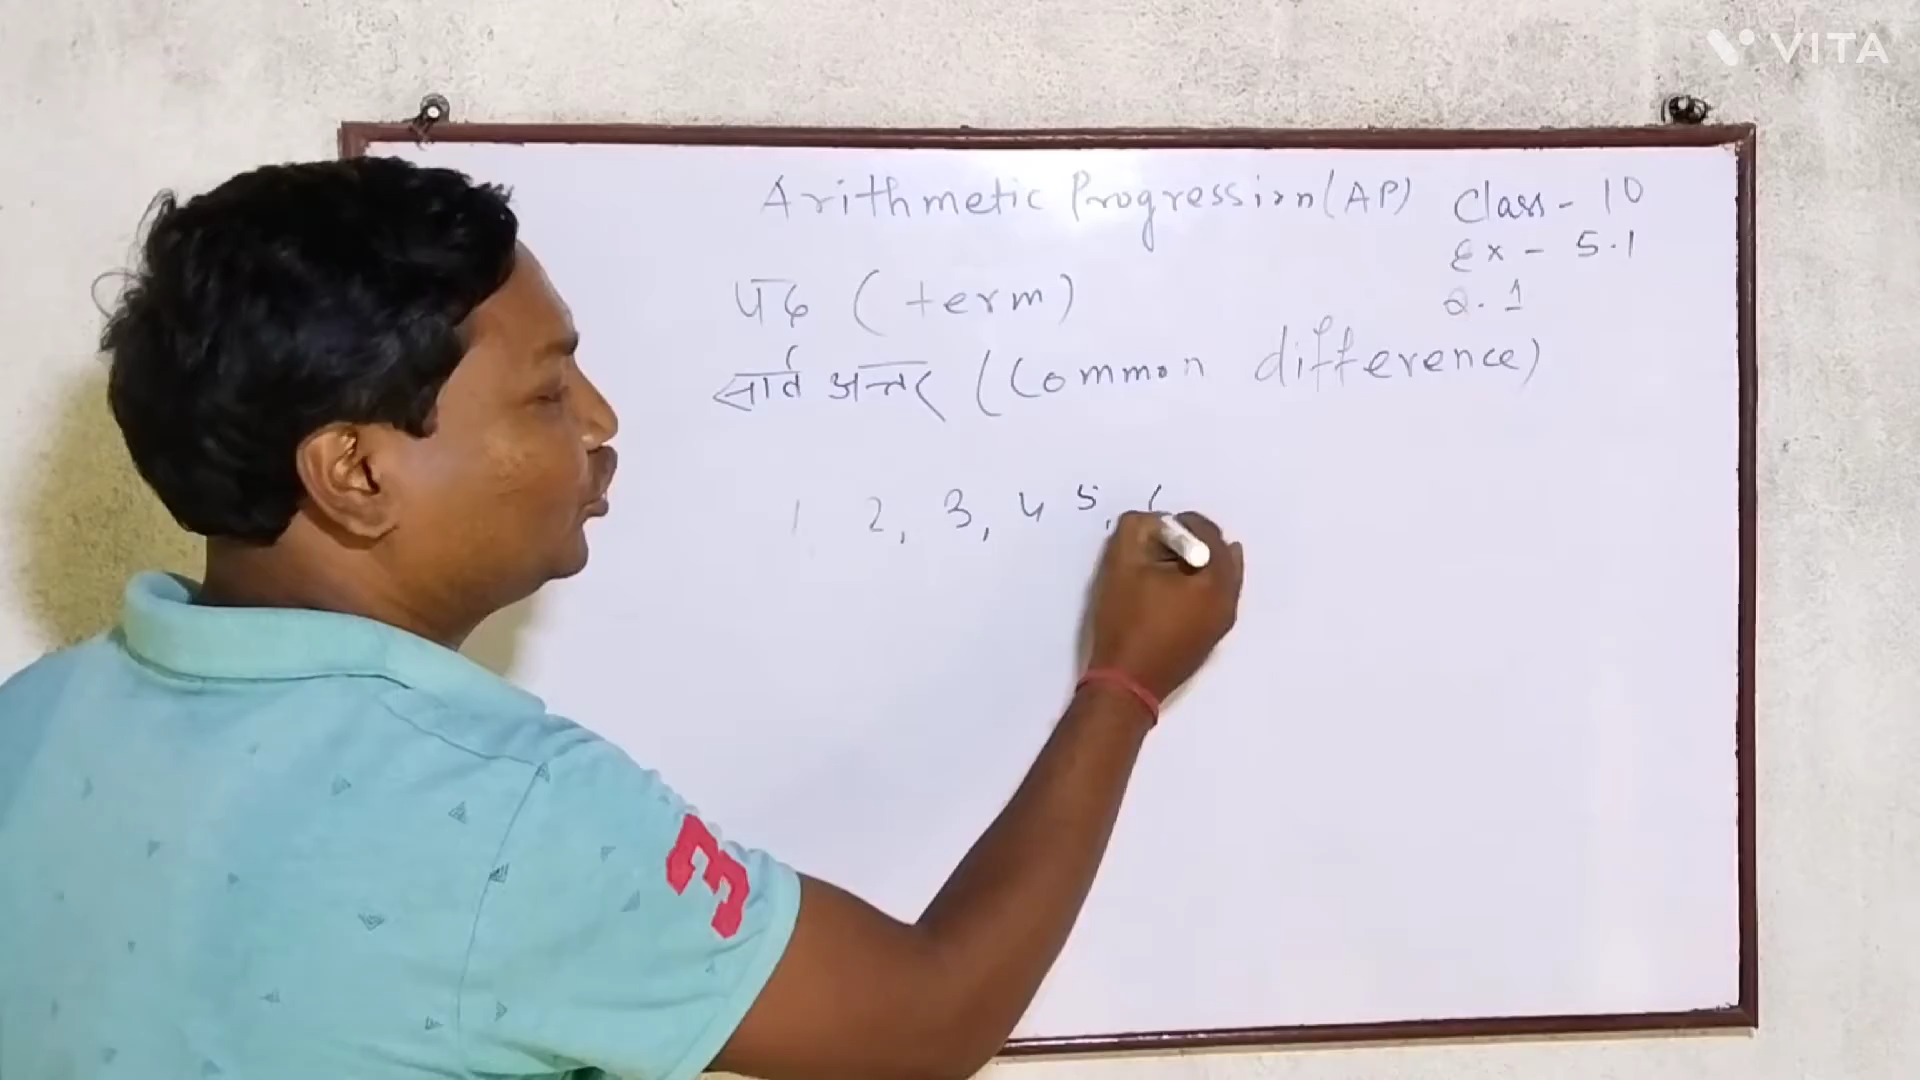 VITA
Arithmetic Progression (AP) Class - 10
Ex - 5.1
Q. 1
पद (term)
सार्व अन्तर (Common difference)
1 2, 3, 4 5,
3